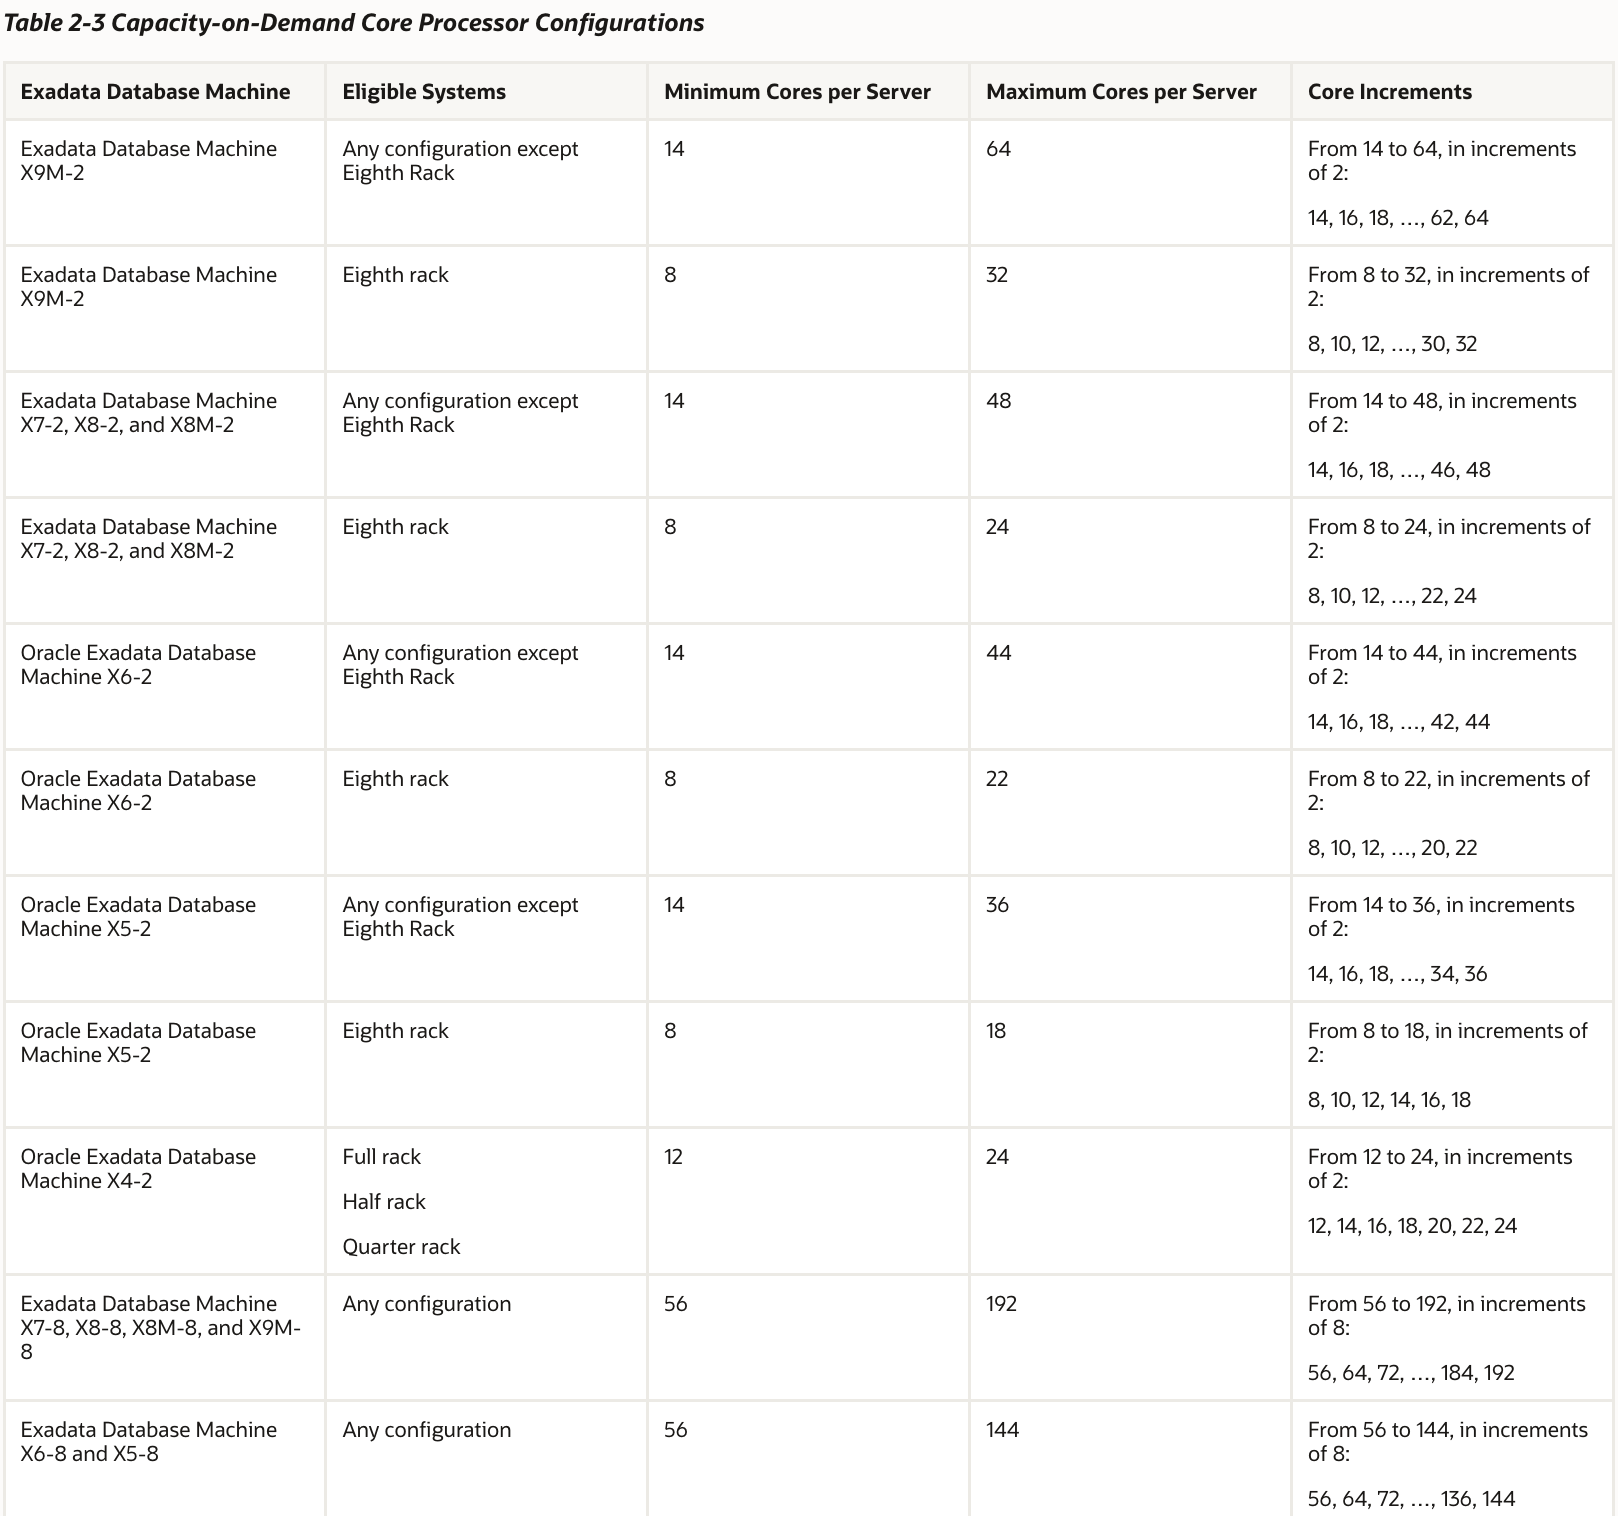 Table 2-3 Capacity-on-Demand Core Processor Configurations
Exadata Database Machine
Eligible Systems
Minimum Cores per Server
Maximum Cores per Server
Core Increments
Exadata Database Machine
X9M-2
Any configuration except
Eighth Rack
14
64
From 14 to 64, in increments
of 2:
14, 16, 18, …, 62, 64
Exadata Database Machine
X9M-2
Eighth rack
8
32
From 8 to 32, in increments of
2:
8, 10, 12, …, 30, 32
Exadata Database Machine
X7-2, X8-2, and X8M-2
Any configuration except
Eighth Rack
14
48
From 14 to 48, in increments
of 2:
14, 16, 18, …, 46, 48
Exadata Database Machine
X7-2, X8-2, and X8M-2
Eighth rack
8
24
From 8 to 24, in increments of
2:
8, 10, 12, …, 22, 24
Oracle Exadata Database
Machine X6-2
Any configuration except
Eighth Rack
14
44
From 14 to 44, in increments
of 2:
14, 16, 18, …, 42, 44
Oracle Exadata Database
Machine X6-2
Eighth rack
8
22
From 8 to 22, in increments of
2:
8, 10, 12, …, 20, 22
Oracle Exadata Database
Machine X5-2
Any configuration except
Eighth Rack
14
36
From 14 to 36, in increments
of 2:
14, 16, 18, …, 34, 36
Oracle Exadata Database
Machine X5-2
Eighth rack
8
18
From 8 to 18, in increments of
2:
8, 10, 12, 14, 16, 18
Oracle Exadata Database
Machine X4-2
Full rack
Half rack
Quarter rack
12
24
From 12 to 24, in increments
of 2:
12, 14, 16, 18, 20, 22, 24
Exadata Database Machine
X7-8, X8-8, X8M-8, and X9M-
8
Any configuration
56
192
From 56 to 192, in increments
of 8:
56, 64, 72, …, 184, 192
Exadata Database Machine
X6-8 and X5-8
Any configuration
56
144
From 56 to 144, in increments
of 8:
56, 64, 72, …, 136, 144